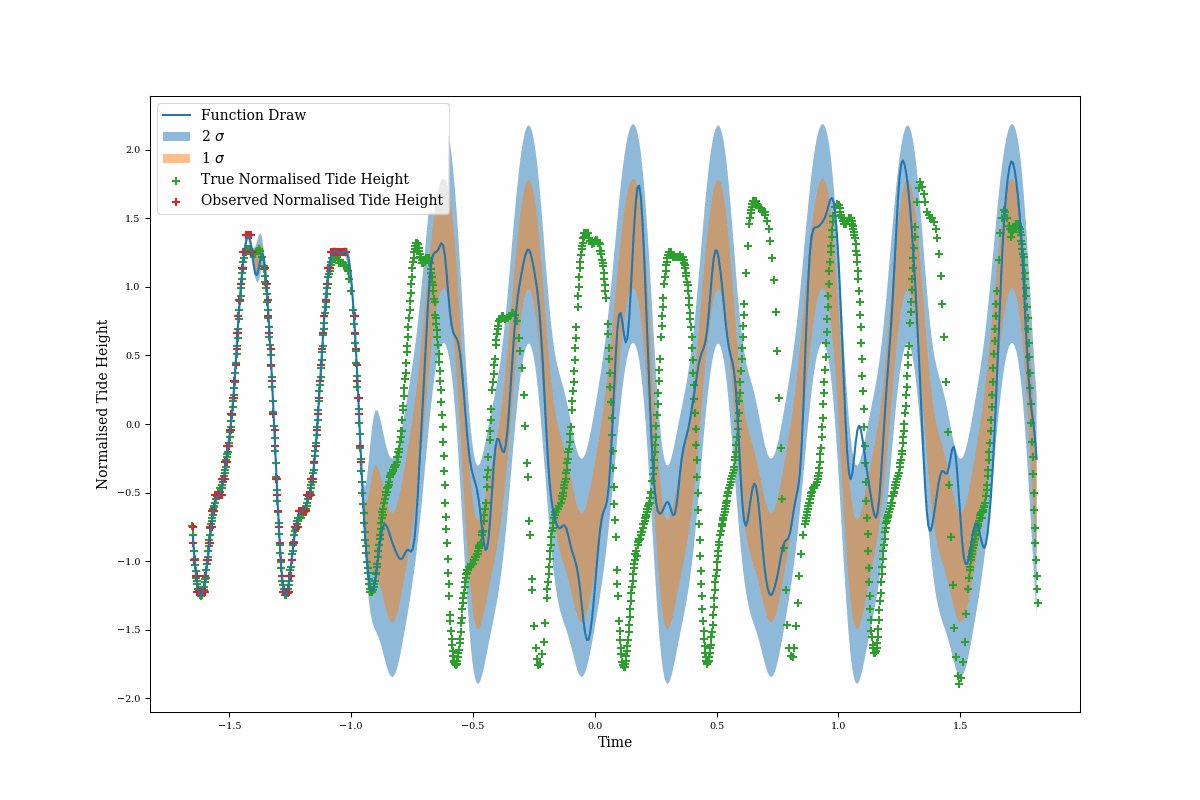 Function Draw
2 σ
1 σ
True Normalised Tide Height
Observed Normalised Tide Height
Normalised Tide Height
2.0
1.5
1.0
0.5
0.0
−0.5
−1.0
−1.5
−2.0
−1.5
−1.0
−0.5
0.0
0.5
1.0
1.5
Time